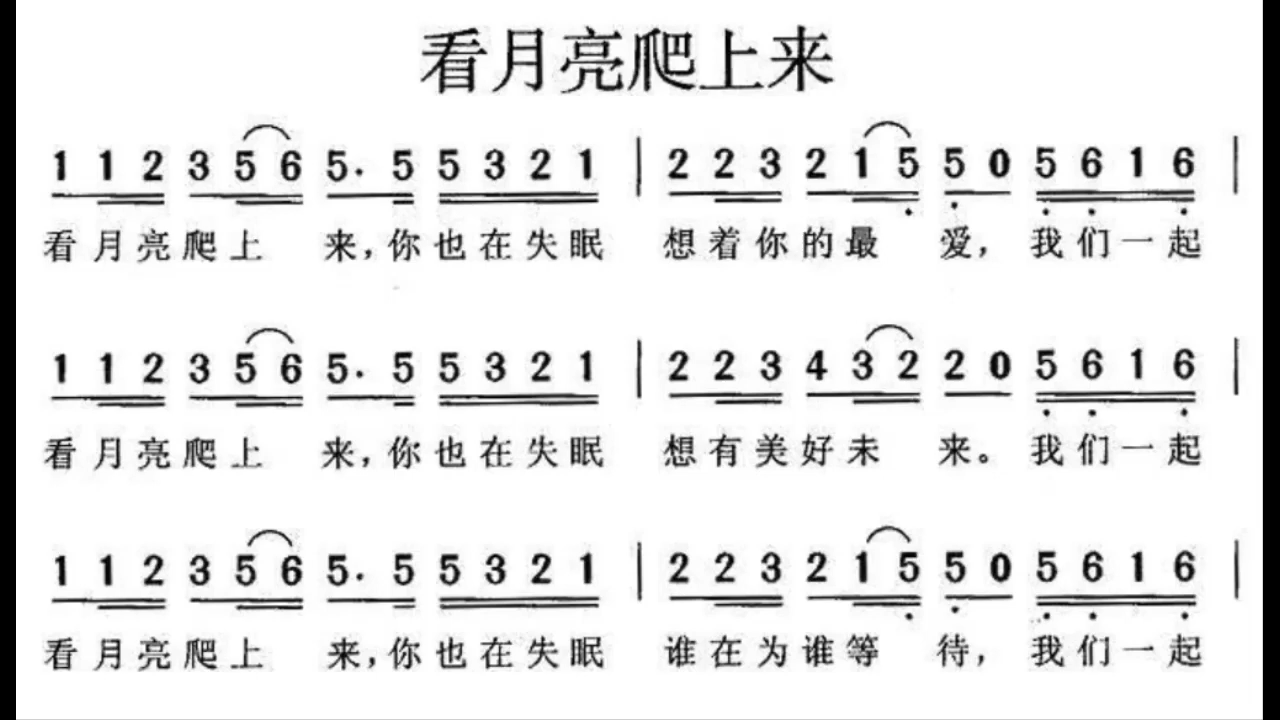 看月亮爬上来
1 1 2 3 5 6 5. 5 5 3 2 1 | 2 2 3 2 1 5 5 0 5 6 1 6 |
看月亮爬上 来,你也在失眠 想着你的最 爱,我们一起
1 1 2 3 5 6 5. 5 5 3 2 1 | 2 2 3 4 3 2 2 0 5 6 1 6 |
看月亮爬上 来,你也在失眠 想有美好未 来。我们一起
1 1 2 3 5 6 5. 5 5 3 2 1 | 2 2 3 2 1 5 5 0 5 6 1 6 |
看月亮爬上 来,你也在失眠 谁在为谁等 待,我们一起